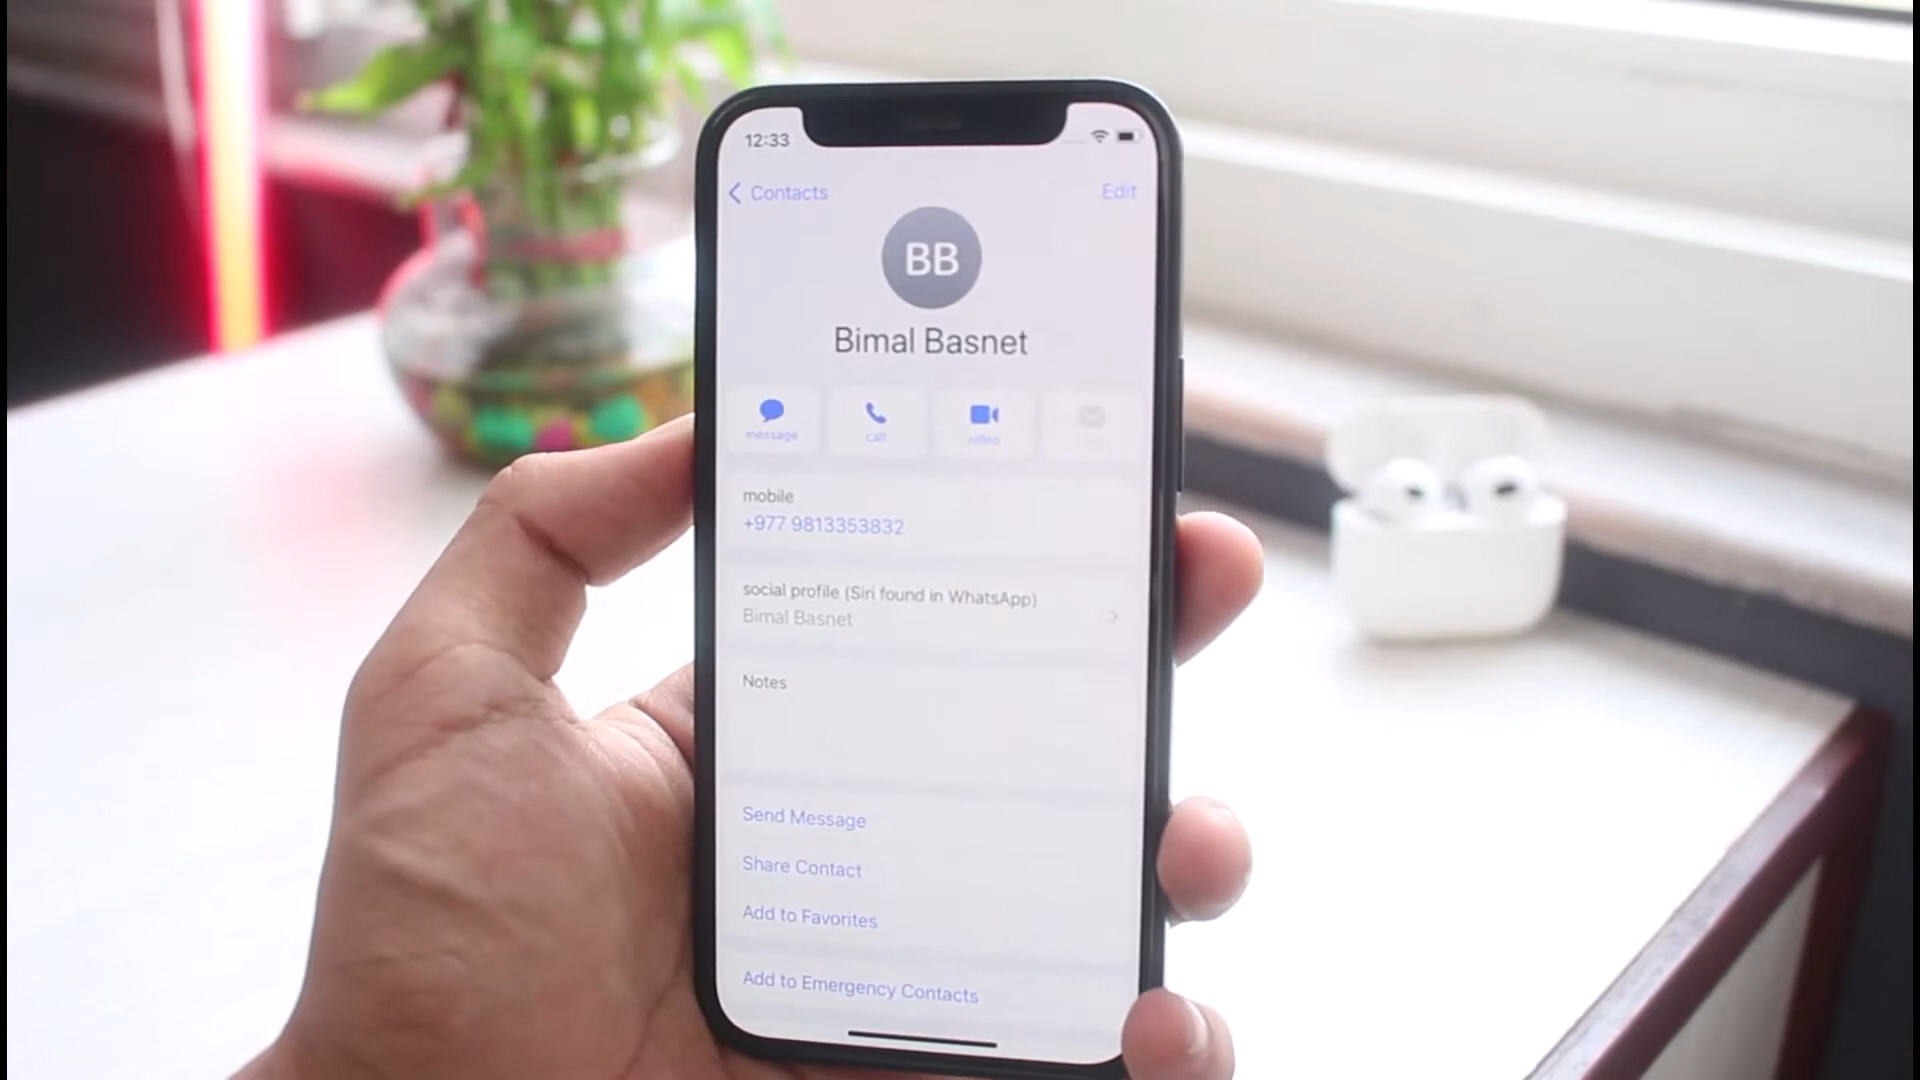 12:33
Contacts
Edit
BB
Bimal Basnet
message
call
video
mobile
+977 9813353832
social profile (Siri found in WhatsApp)
Bimal Basnet
Notes
Send Message
Share Contact
Add to Favorites
Add to Emergency Contacts